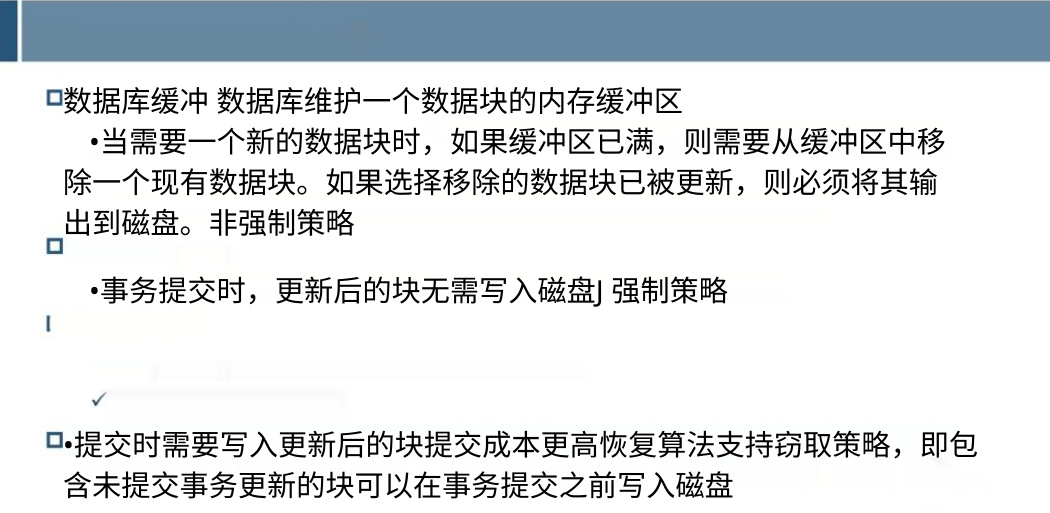 数据库缓冲 数据库维护一个数据块的内存缓冲区
•当需要一个新的数据块时，如果缓冲区已满，则需要从缓冲区中移
除一个现有数据块。如果选择移除的数据块已被更新，则必须将其输
出到磁盘。非强制策略
•事务提交时，更新后的块无需写入磁盘J 强制策略
•提交时需要写入更新后的块提交成本更高恢复算法支持窃取策略，即包
含未提交事务更新的块可以在事务提交之前写入磁盘